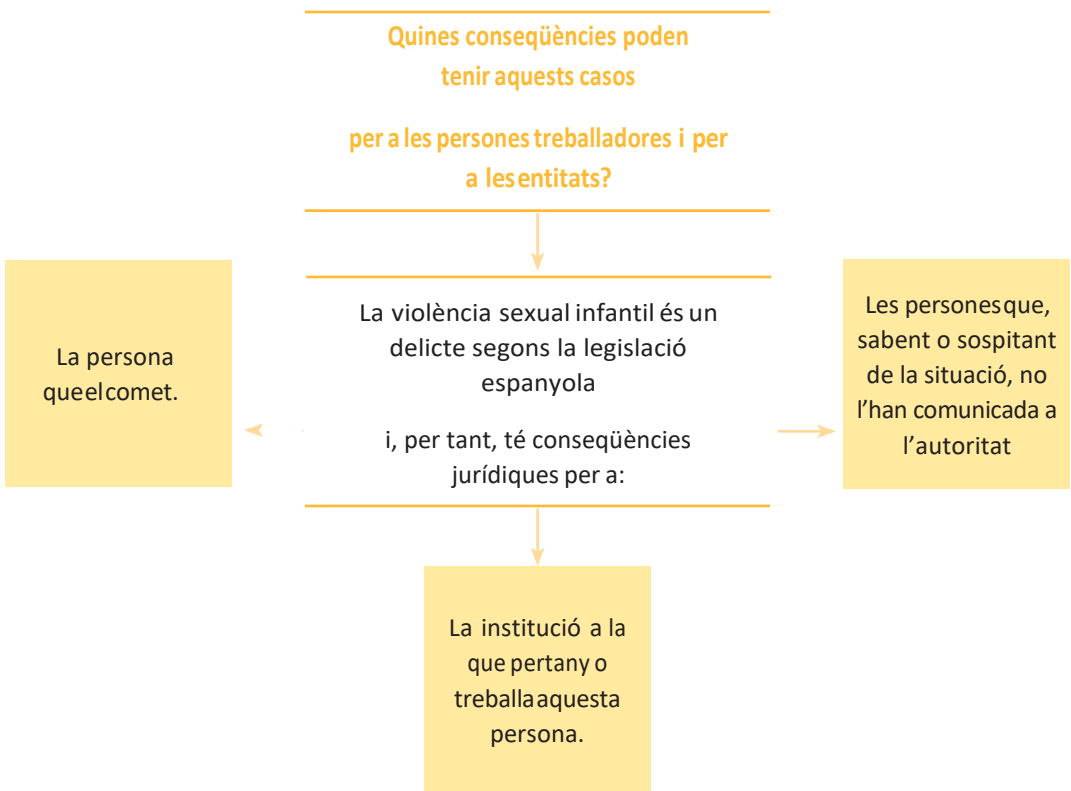 Quines conseqüències poden
tenir aquests casos
per a les persones treballadores i per
a les entitats?
La violència sexual infantil és un
delicte segons la legislació
espanyola
i, per tant, té conseqüències
jurídiques per a:
La persona
que el comet.
Les persones que,
sabent o sospitant
de la situació, no
l’han comunicada a
l’autoritat
La institució a la
que pertany o
treballa aquesta
persona.